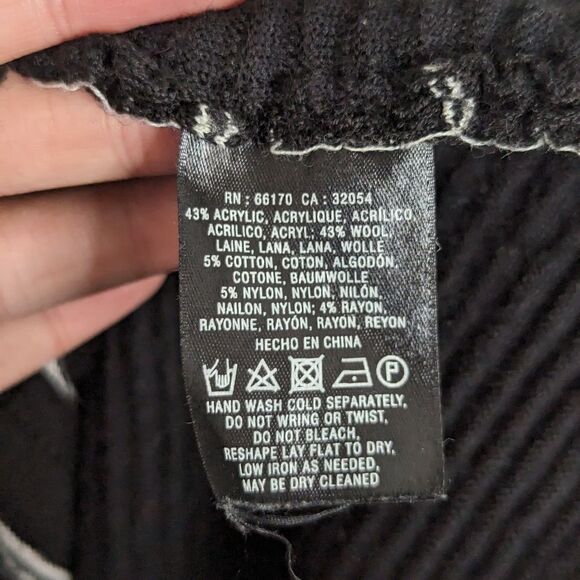 RN : 66170 CA : 32054
43% ACRYLIC, ACRYLIQUE, ACRÍLICO,
ACRILICO, ACRYL, 43% WOOL,
LAINE, LANA, LANA, WOLLE
5% COTTON, COTON, ALGODÓN,
COTONE, BAUMWOLLE
5% NYLON, NYLON, NILÓN,
NAILON, NYLON; 4% RAYON,
RAYONNE, RAYÓN, RAYON, REYON
HECHO EN CHINA
P
HAND WASH COLD SEPARATELY,
DO NOT WRING OR TWIST,
DO NOT BLEACH,
RESHAPE LAY FLAT TO DRY,
LOW IRON AS NEEDED,
MAY BE DRY CLEANED